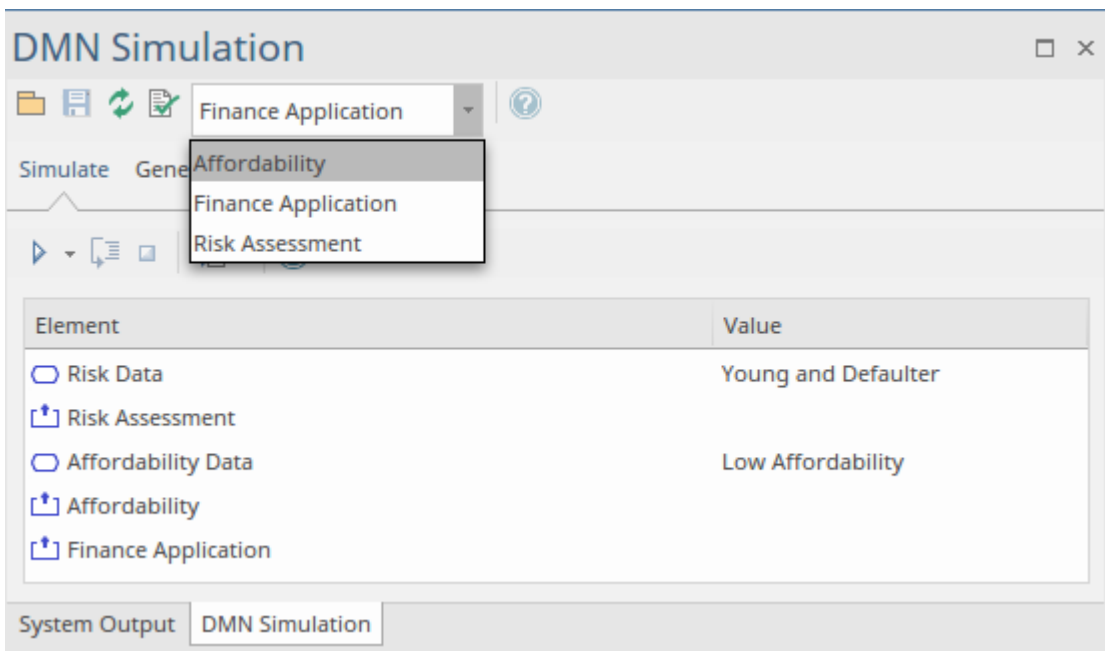 DMN Simulation
Finance Application
Simulate Gene
Affordability
Finance Application
Risk Assessment
Element Value
Risk Data Young and Defaulter
Risk Assessment
Affordability Data Low Affordability
Affordability
Finance Application
System Output DMN Simulation